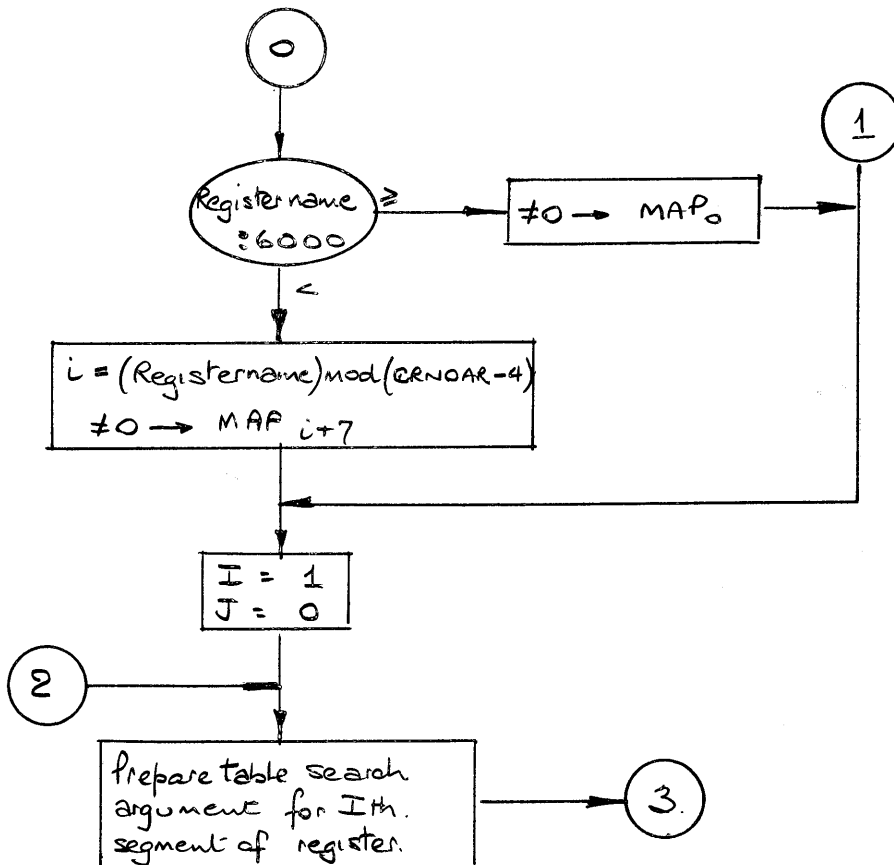 0
1
Registername
:6000
≥
≠0 → MAP₀
<
i = (Registername)mod(CRNOAR-4)
≠0 → MAP i+7
I = 1
J = 0
2
Prepare table search
argument for Ith.
segment of register.
3